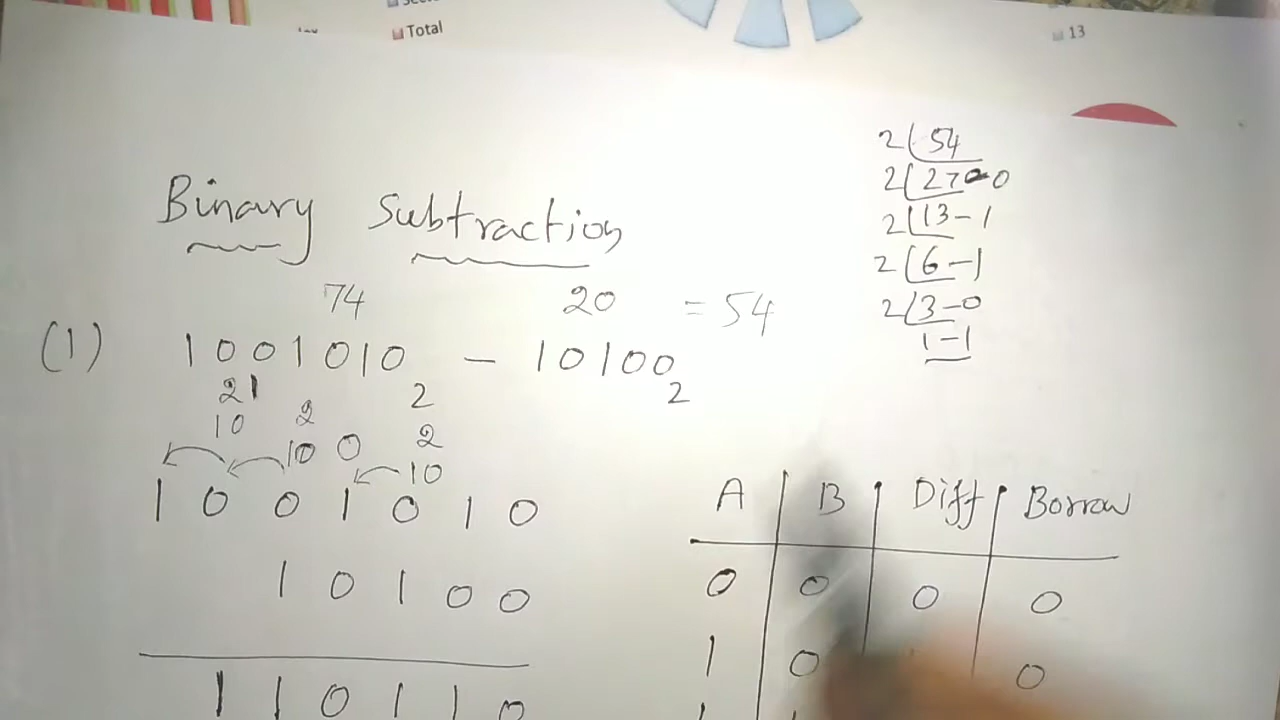 Total
13
Binary Subtraction
74 20 = 54
(1) 1001010 - 10100₂
21 2
10 2 2
10 0 10
1 0 0 1 0 1 0
1 0 1 0 0
1 1 0 1 1 0
2 54
2 27 - 0
2 13 - 1
2 6 - 1
2 3 - 0
1 - 1
A B Diff Borrow
0 0 0 0
1 0 0